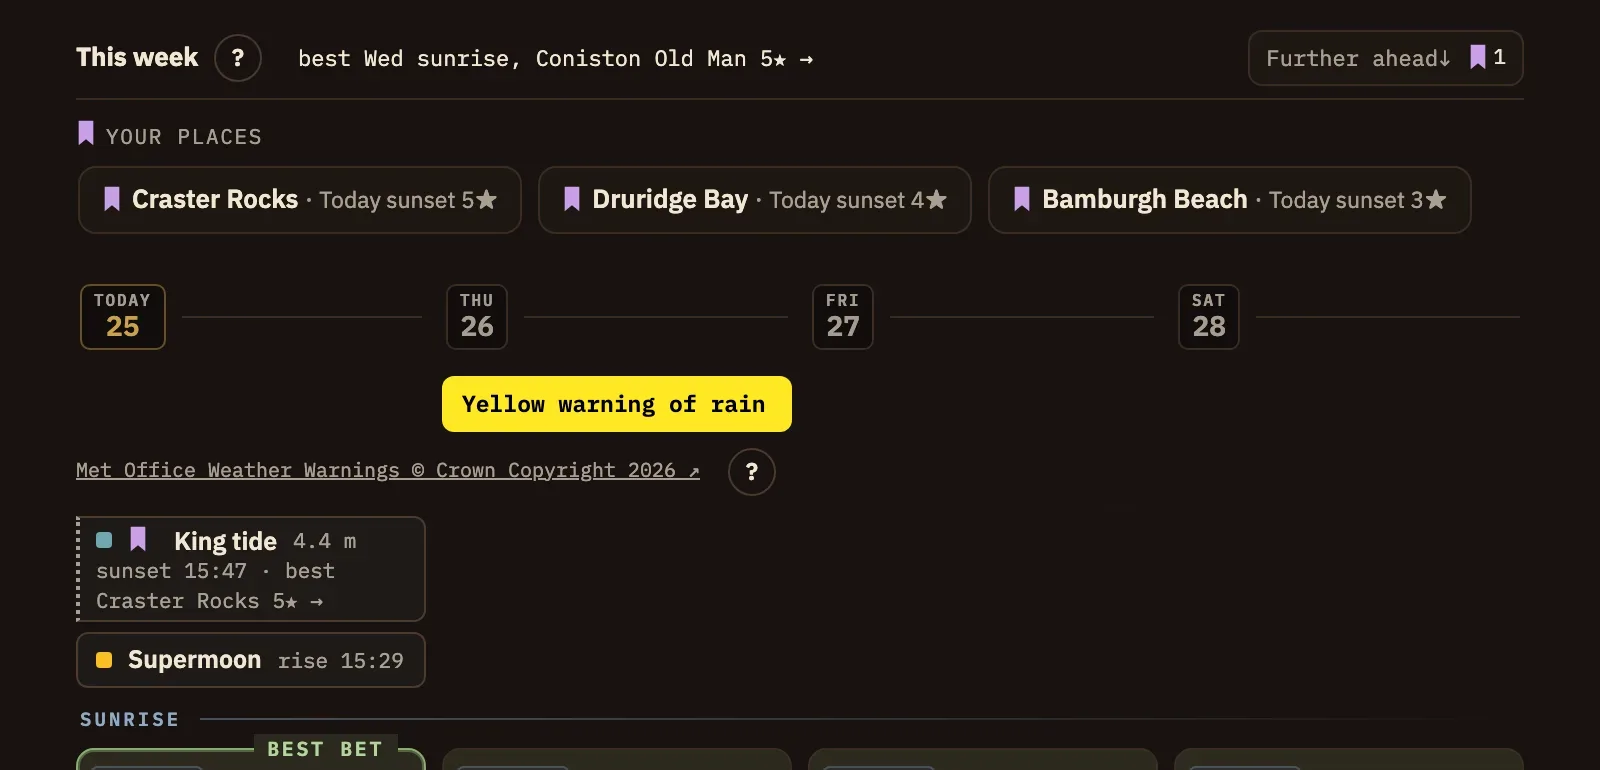 This week ? best Wed sunrise, Coniston Old Man 5★ → Further ahead↓ 1
YOUR PLACES
Craster Rocks · Today sunset 5★ Druridge Bay · Today sunset 4★ Bamburgh Beach · Today sunset 3★
TODAY THU FRI SAT
25 26 27 28
Yellow warning of rain
Met Office Weather Warnings © Crown Copyright 2026 ↗ ?
King tide 4.4 m
sunset 15:47 · best
Craster Rocks 5★ →
Supermoon rise 15:29
SUNRISE
BEST BET